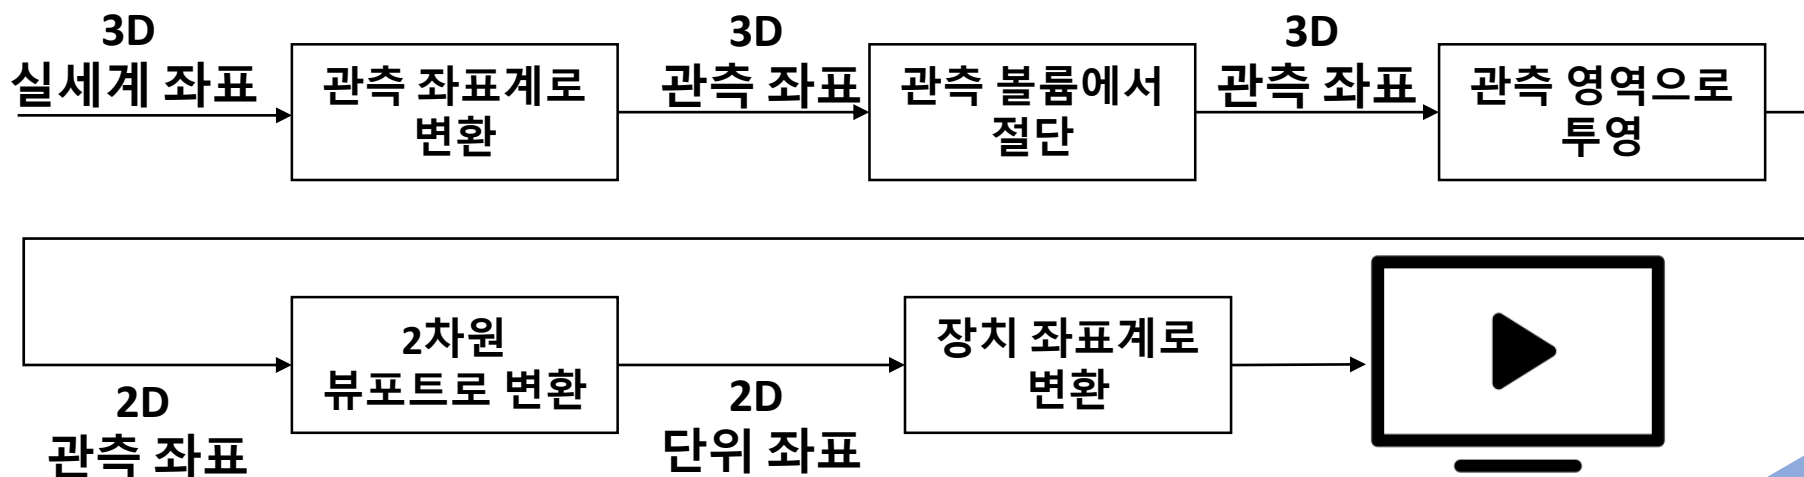 3D
실세계 좌표
관측 좌표계로
변환
3D
관측 좌표
관측 볼륨에서
절단
3D
관측 좌표
관측 영역으로
투영
2D
관측 좌표
2차원
뷰포트로 변환
2D
단위 좌표
장치 좌표계로
변환